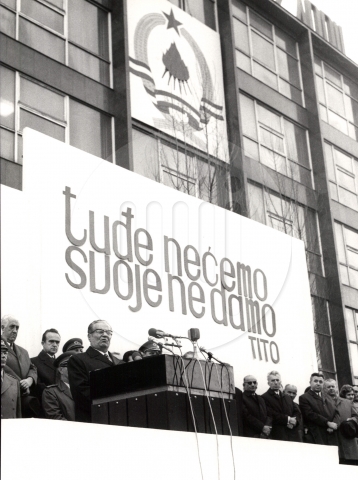 tuđe nećemo
svoje ne damo
TITO